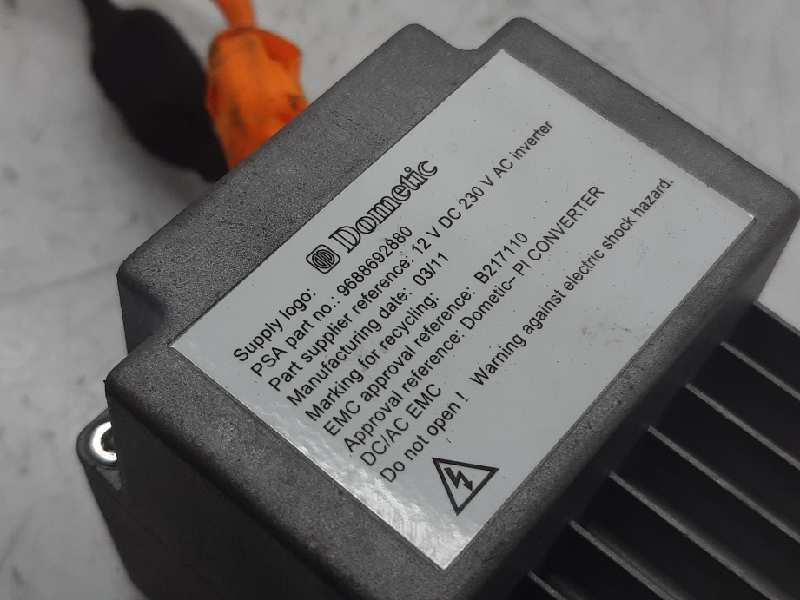 Supply logo: Dometic
PSA part no.: 9688692880
Part supplier reference: 12 V DC 230 V AC inverter
Manufacturing date: 03/11
Marking for recycling:
EMC approval reference: B217110
Approval reference: Dometic- PI CONVERTER
DC/AC EMC
Do not open ! Warning against electric shock hazard.